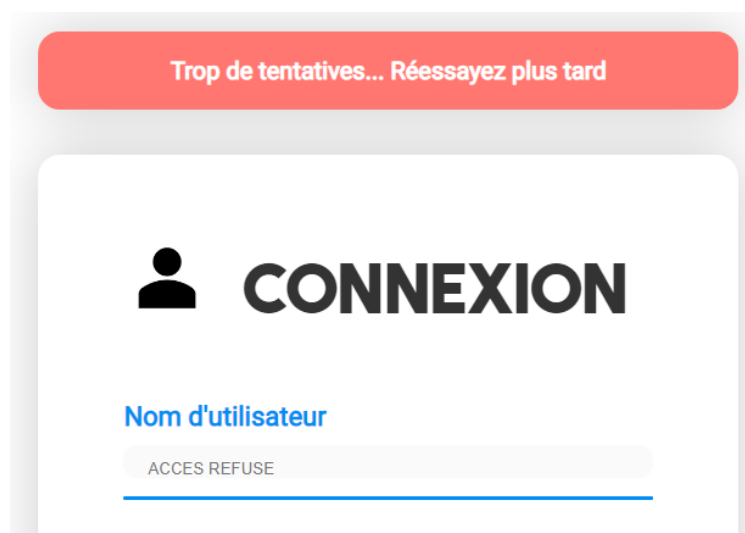 Trop de tentatives... Réessayez plus tard
CONNEXION
Nom d'utilisateur
ACCES REFUSE